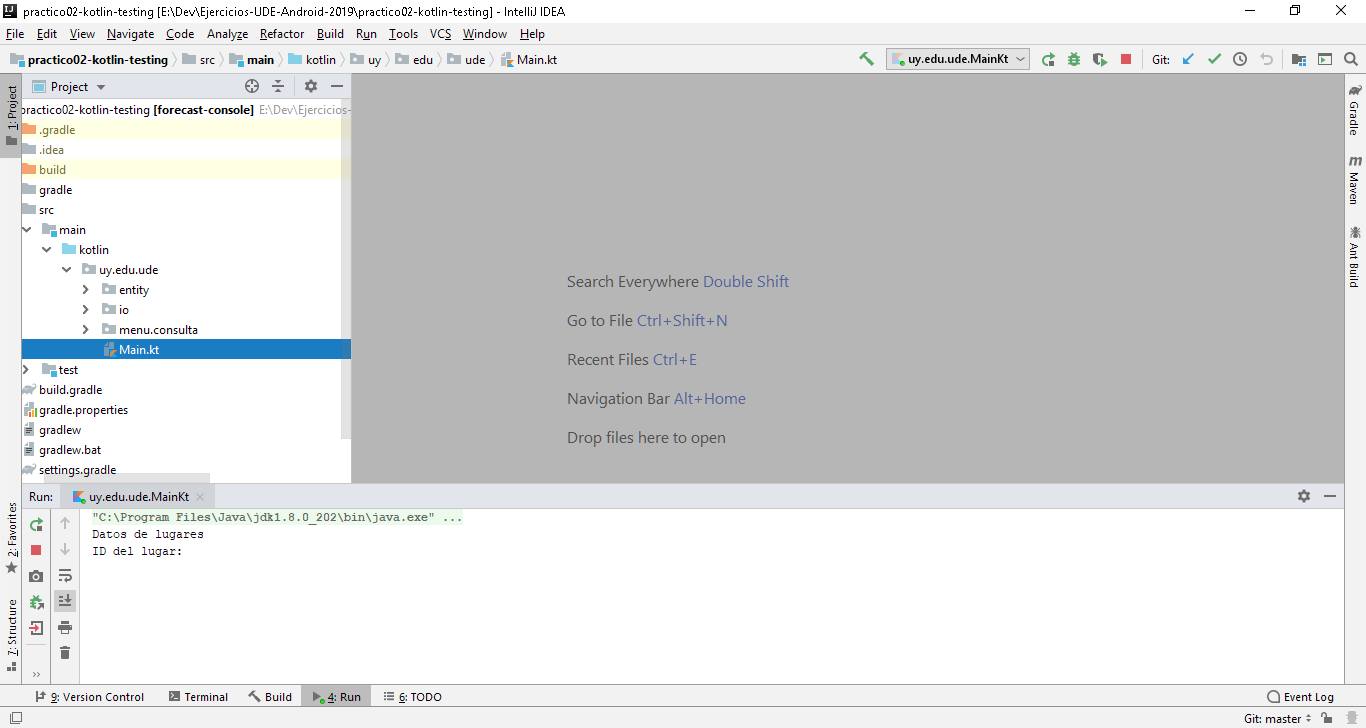 practico02-kotlin-testing [E:\Dev\Ejercicios-UDE-Android-2019\practico02-kotlin-testing] - IntelliJ IDEA
File Edit View Navigate Code Analyze Refactor Build Run Tools VCS Window Help
practico02-kotlin-testing src main kotlin uy edu ude Main.kt
uy.edu.ude.MainKt
Git:
1: Project
Project
practico02-kotlin-testing [forecast-console] E:\Dev\Ejercicios-
.gradle
.idea
build
gradle
src
main
kotlin
uy.edu.ude
entity
io
menu.consulta
Main.kt
test
build.gradle
gradle.properties
gradlew
gradlew.bat
settings.gradle
Search Everywhere Double Shift
Go to File Ctrl+Shift+N
Recent Files Ctrl+E
Navigation Bar Alt+Home
Drop files here to open
Gradle
m
Maven
Ant Build
2: Favorites
7: Structure
Run: uy.edu.ude.MainKt
"C:\Program Files\Java\jdk1.8.0_202\bin\java.exe" ...
Datos de lugares
ID del lugar:
9: Version Control Terminal Build 4: Run 6: TODO Event Log
Git: master